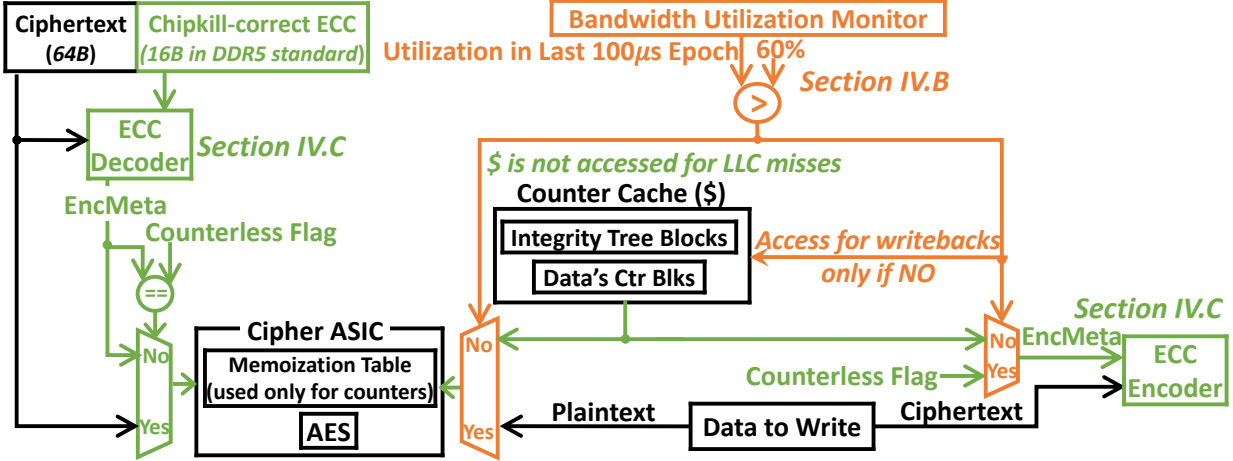 Ciphertext
(64B)
Chipkill-correct ECC
(16B in DDR5 standard)
Bandwidth Utilization Monitor
Utilization in Last 100μs Epoch
60%
>
Section IV.B
ECC
Decoder
Section IV.C
$ is not accessed for LLC misses
EncMeta
Counterless Flag
==
Counter Cache ($)
Integrity Tree Blocks
Data's Ctr Blks
Access for writebacks
only if NO
No
Yes
Cipher ASIC
Memoization Table
(used only for counters)
AES
No
Yes
Plaintext
Data to Write
Ciphertext
Counterless Flag
No
Yes
EncMeta
Section IV.C
ECC
Encoder